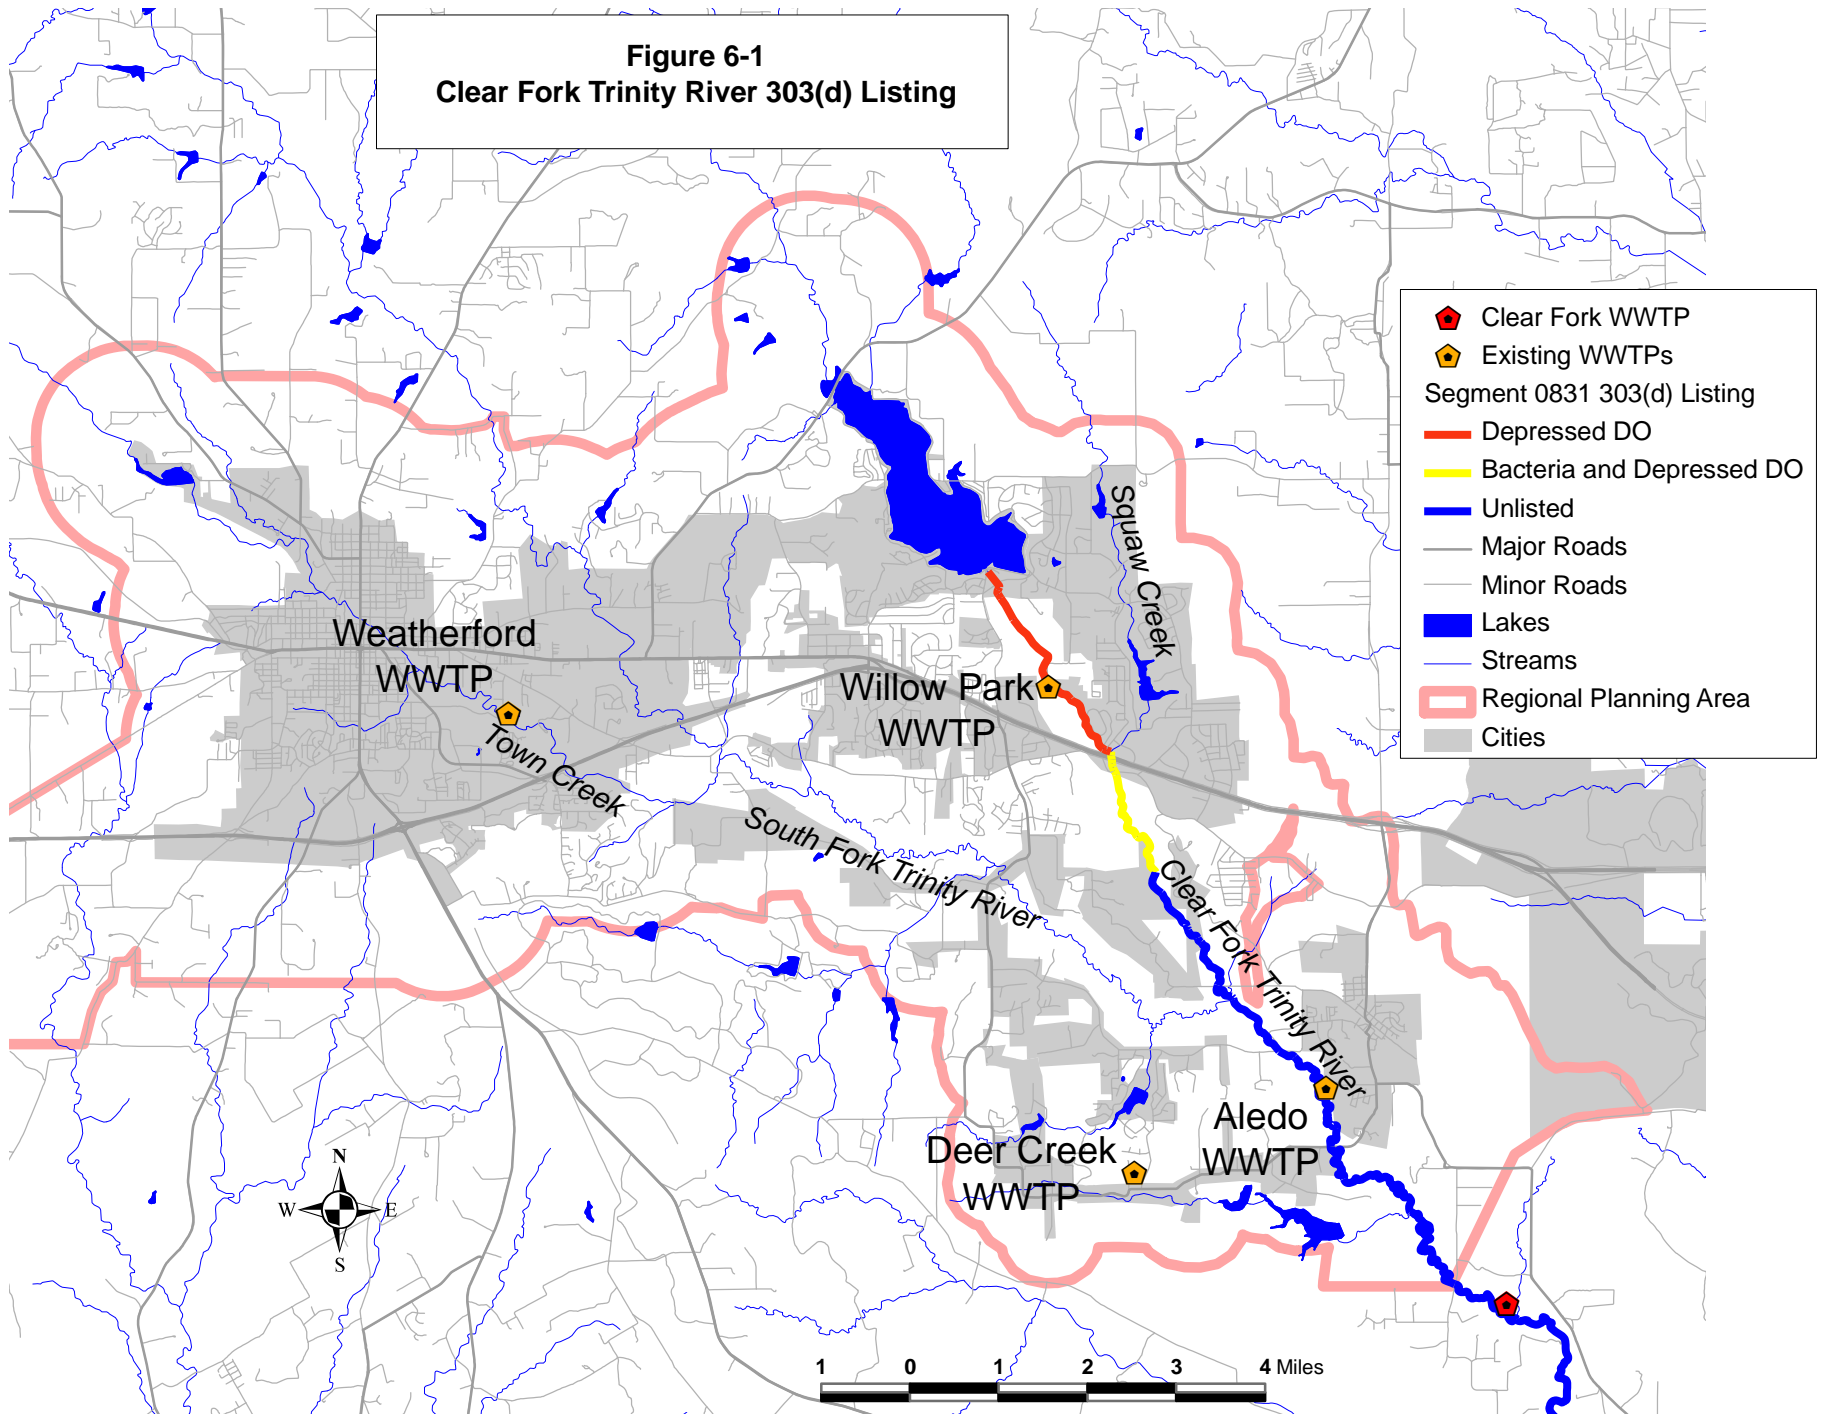 Figure 6-1
Clear Fork Trinity River 303(d) Listing
Clear Fork WWTP
Existing WWTPs
Segment 0831 303(d) Listing
Depressed DO
Bacteria and Depressed DO
Unlisted
Major Roads
Minor Roads
Lakes
Streams
Regional Planning Area
Cities
Squaw Creek
Weatherford
WWTP
Willow Park
WWTP
Town Creek
South Fork Trinity River
Clear Fork Trinity River
Aledo
WWTP
Deer Creek
WWTP
N
W E
S
1 0 1 2 3 4 Miles